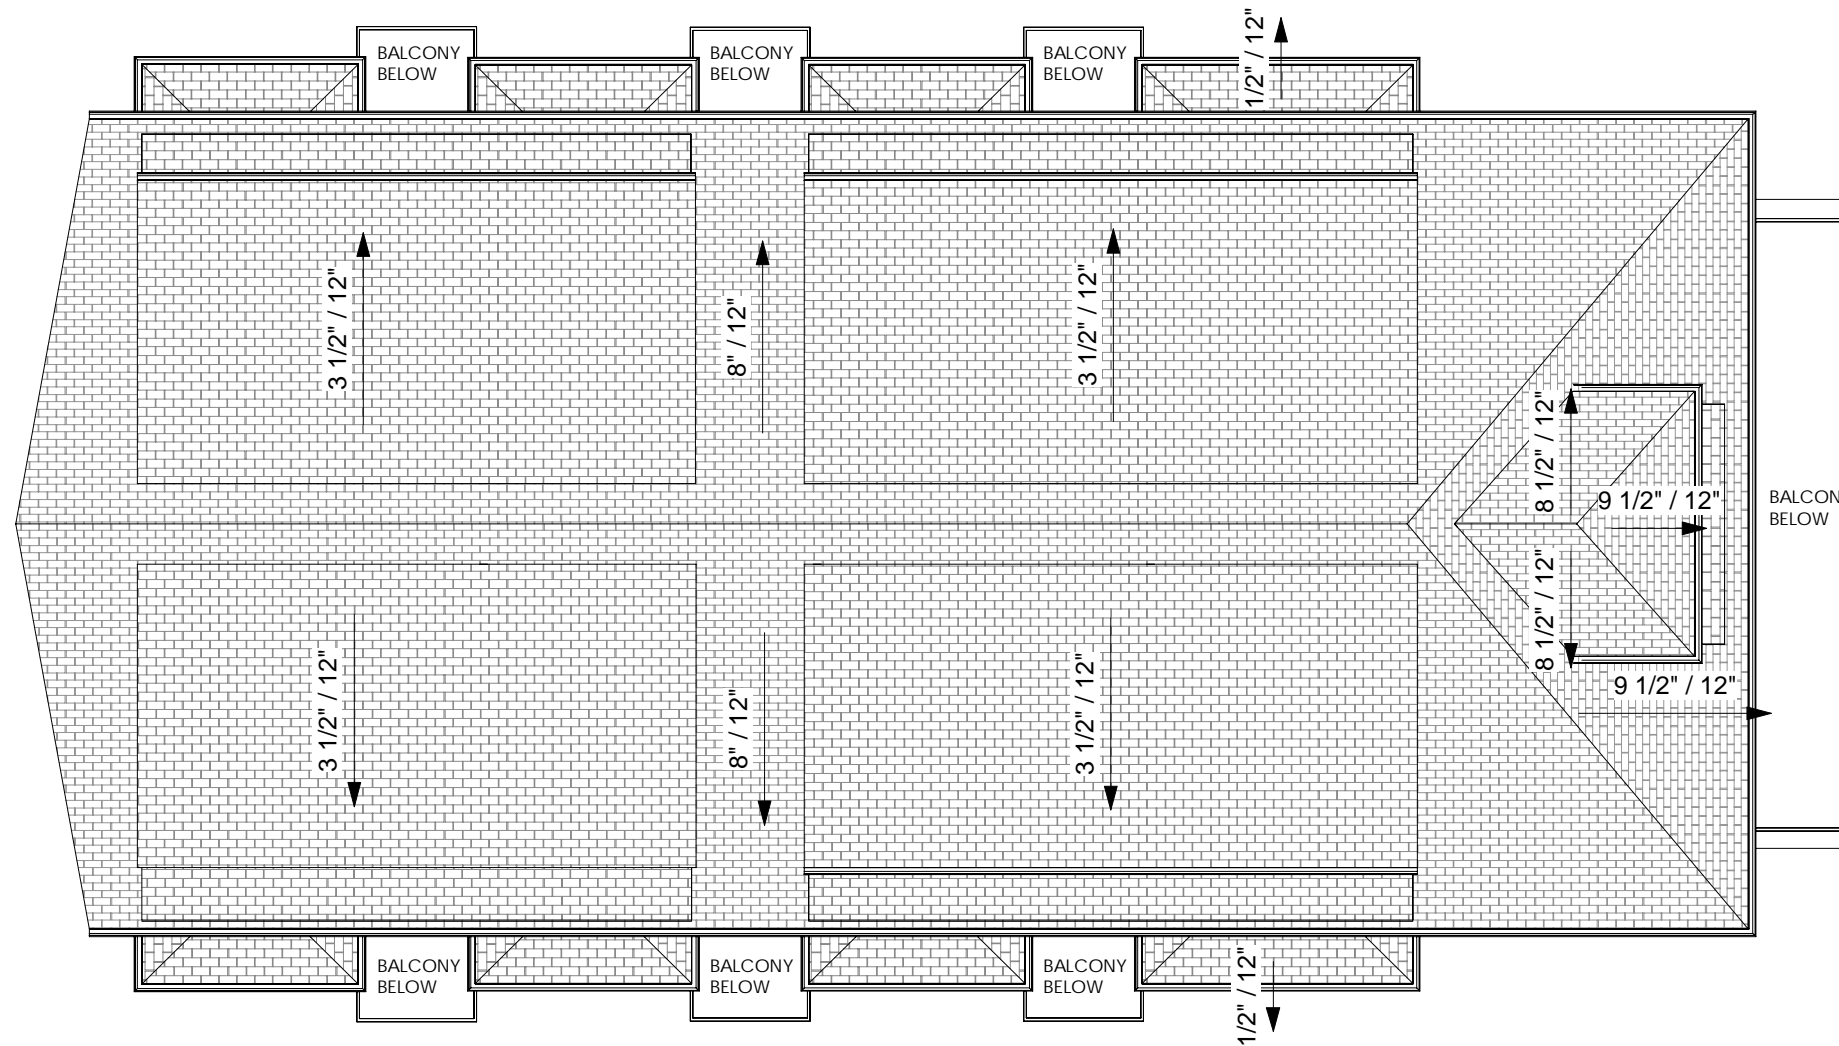 BALCONY
BELOW
BALCONY
BELOW
BALCONY
BELOW
1/2" / 12"
3 1/2" / 12"
8" / 12"
3 1/2" / 12"
8 1/2" / 12"
9 1/2" / 12"
BALCON
BELOW
8 1/2" / 12"
9 1/2" / 12"
3 1/2" / 12"
8" / 12"
3 1/2" / 12"
BALCONY
BELOW
BALCONY
BELOW
BALCONY
BELOW
1/2" / 12"